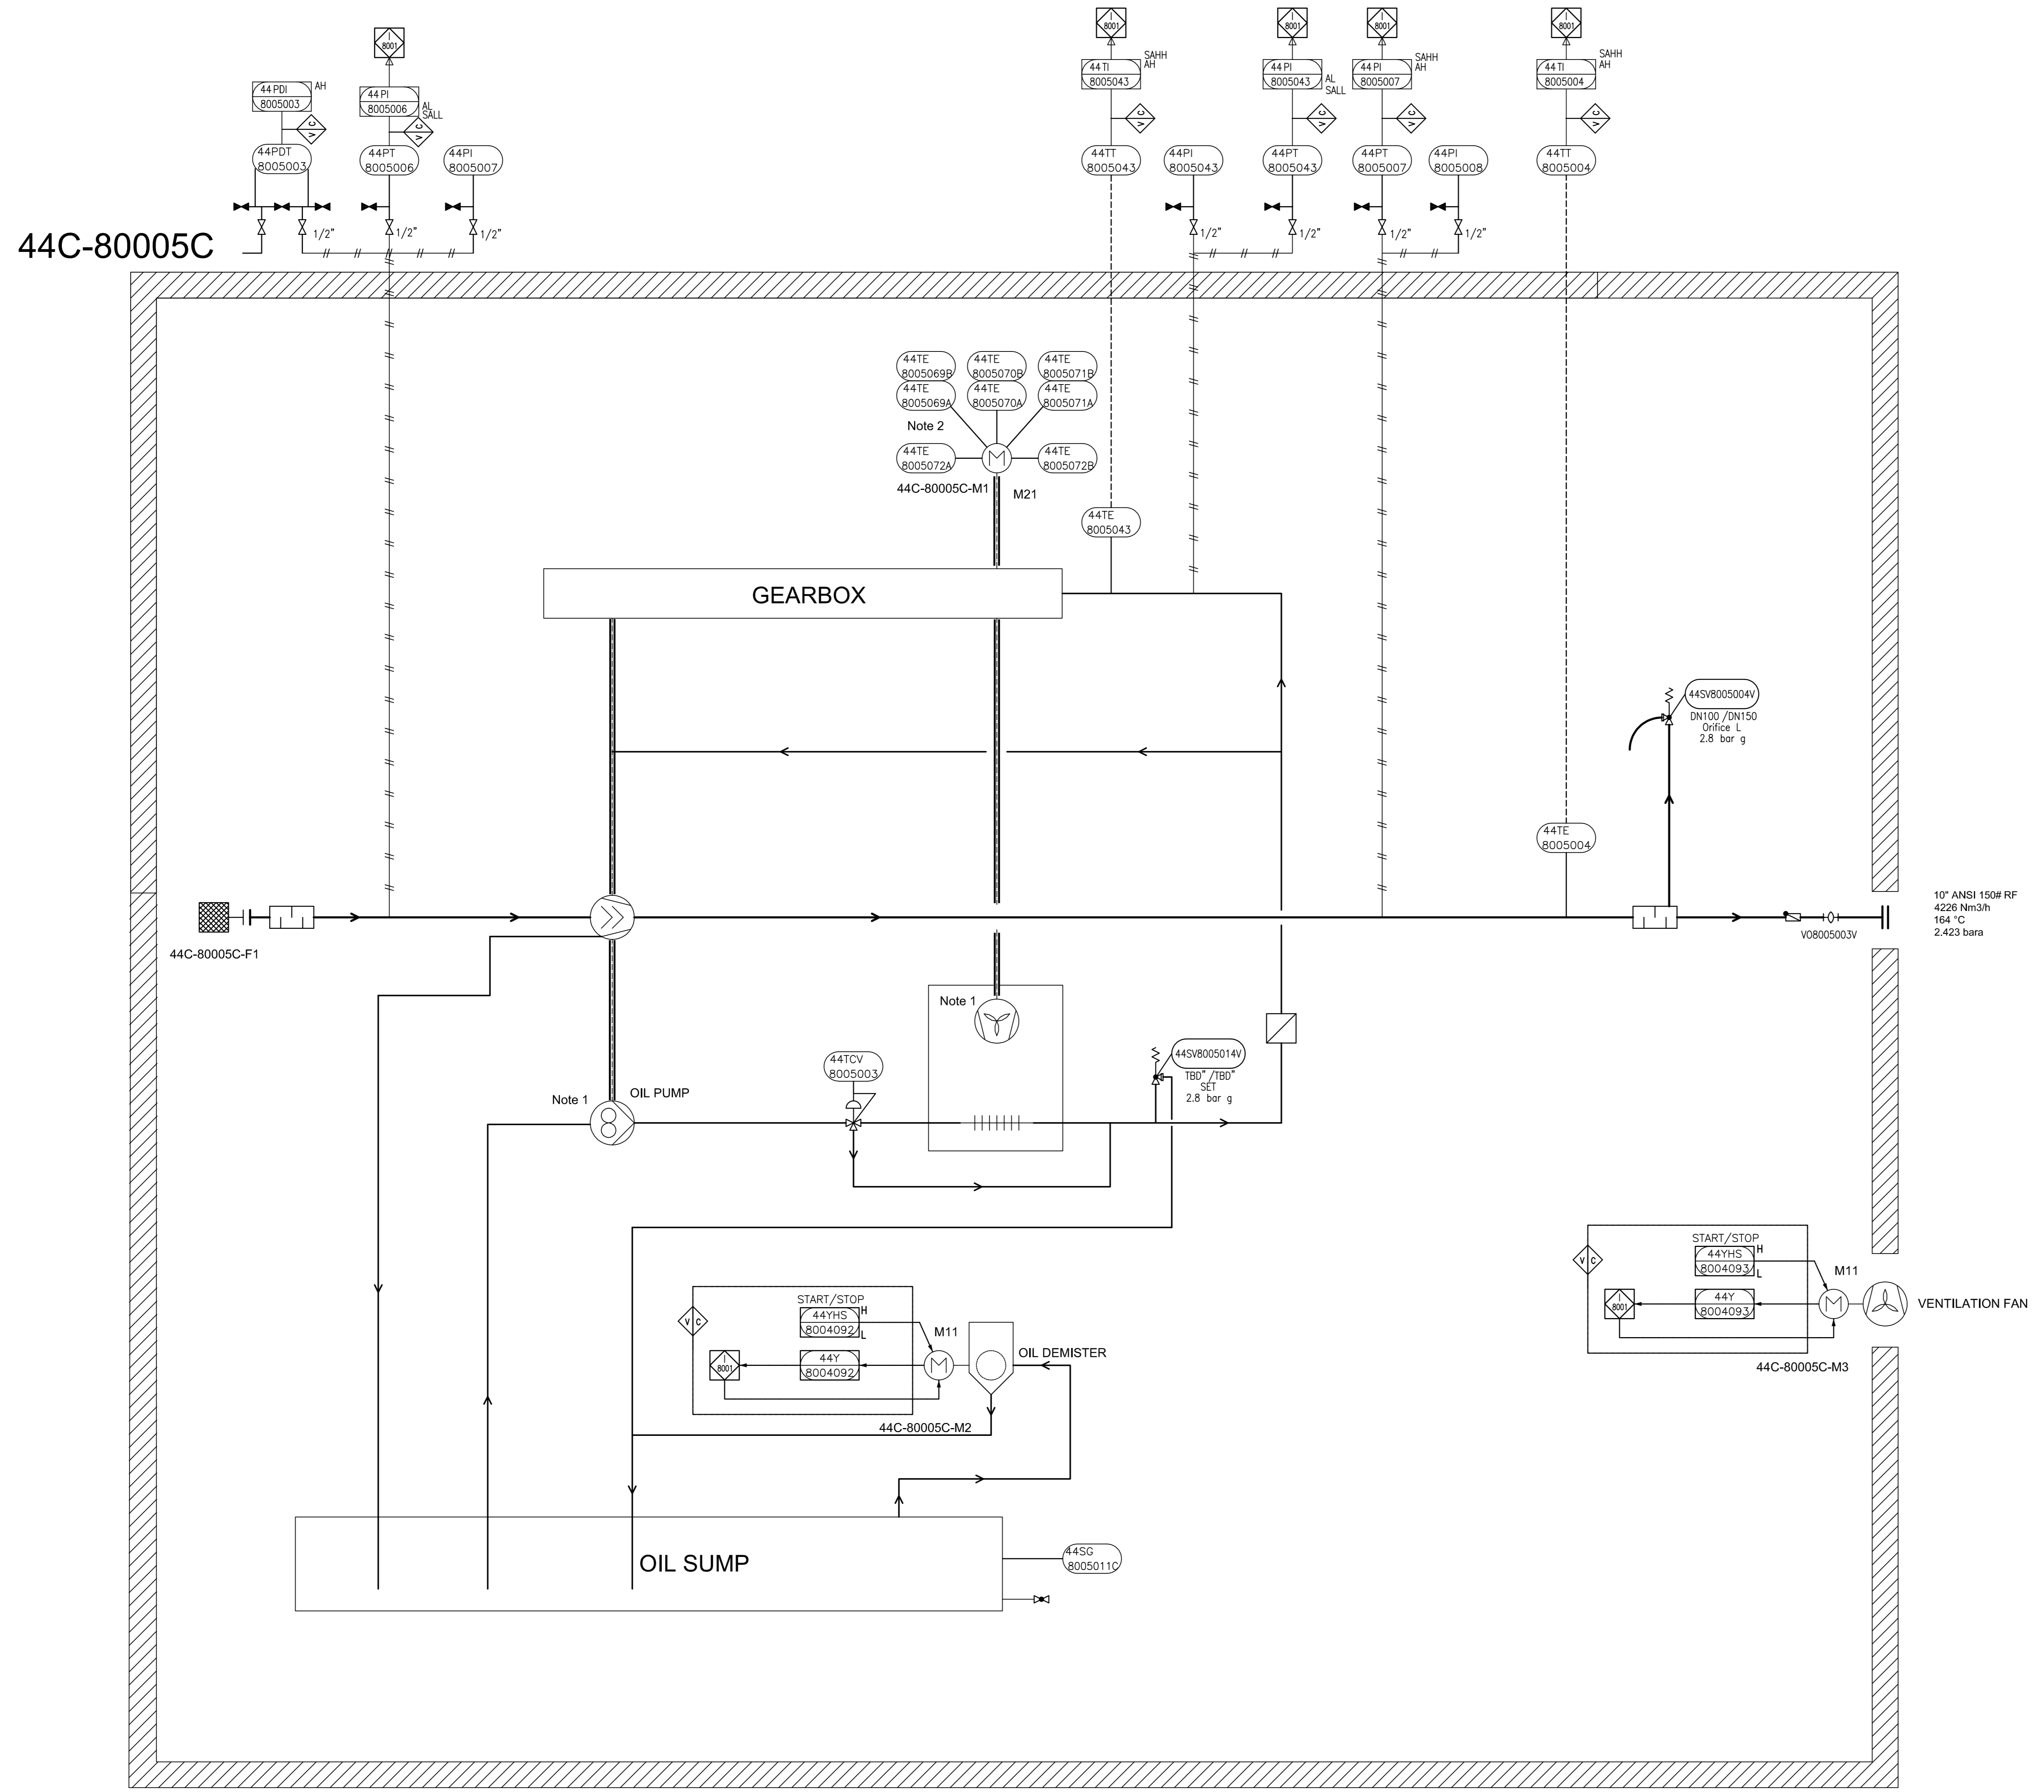 I
8001
44 PDI
8005003
AH
44 PI
8005006
AL
SALL
V C
V C
44PDT
8005003
44PT
8005006
44PI
8005007
1/2"
1/2"
1/2"
44C-80005C
I
8001
44 TI
8005043
SAHH
AH
V C
44TT
8005043
44PI
8005043
1/2"
I
8001
44 PI
8005043
AL
SALL
V C
44PT
8005043
1/2"
I
8001
44 PI
8005007
SAHH
AH
V C
44PT
8005007
1/2"
44PI
8005008
1/2"
I
8001
44 TI
8005004
SAHH
AH
V C
44TT
8005004
44TE
8005069B
44TE
8005070B
44TE
8005071B
44TE
8005069A
44TE
8005070A
44TE
8005071A
Note 2
44TE
8005072A
M
44TE
8005072B
44C-80005C-M1
M21
44TE
8005043
GEARBOX
44SV8005004V
DN100 /DN150
Orifice L
2.8 bar g
44TE
8005004
44C-80005C-F1
VO8005003V
10" ANSI 150# RF
4226 Nm3/h
164 °C
2.423 bara
Note 1
44TCV
8005003
44SV8005014V
TBD" /TBD"
SET
2.8 bar g
Note 1
OIL PUMP
V C
START/STOP
44YHS
8004092
H
L
I
8001
44Y
8004092
M11
M
OIL DEMISTER
44C-80005C-M2
V C
START/STOP
44YHS
8004093
H
L
I
8001
44Y
8004093
M11
M
VENTILATION FAN
44C-80005C-M3
OIL SUMP
44SG
8005011C